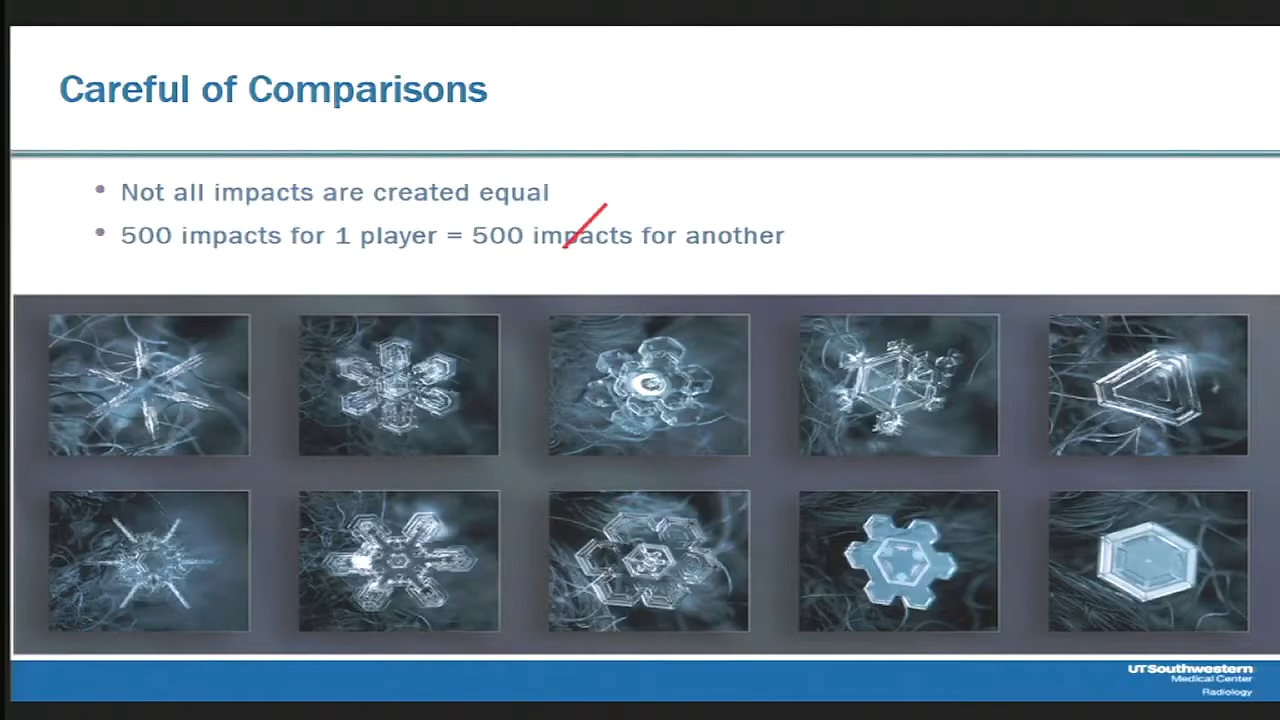 Careful of Comparisons
• Not all impacts are created equal
• 500 impacts for 1 player = 500 impacts for another
UTSouthwestern
Medical Center
Radiology